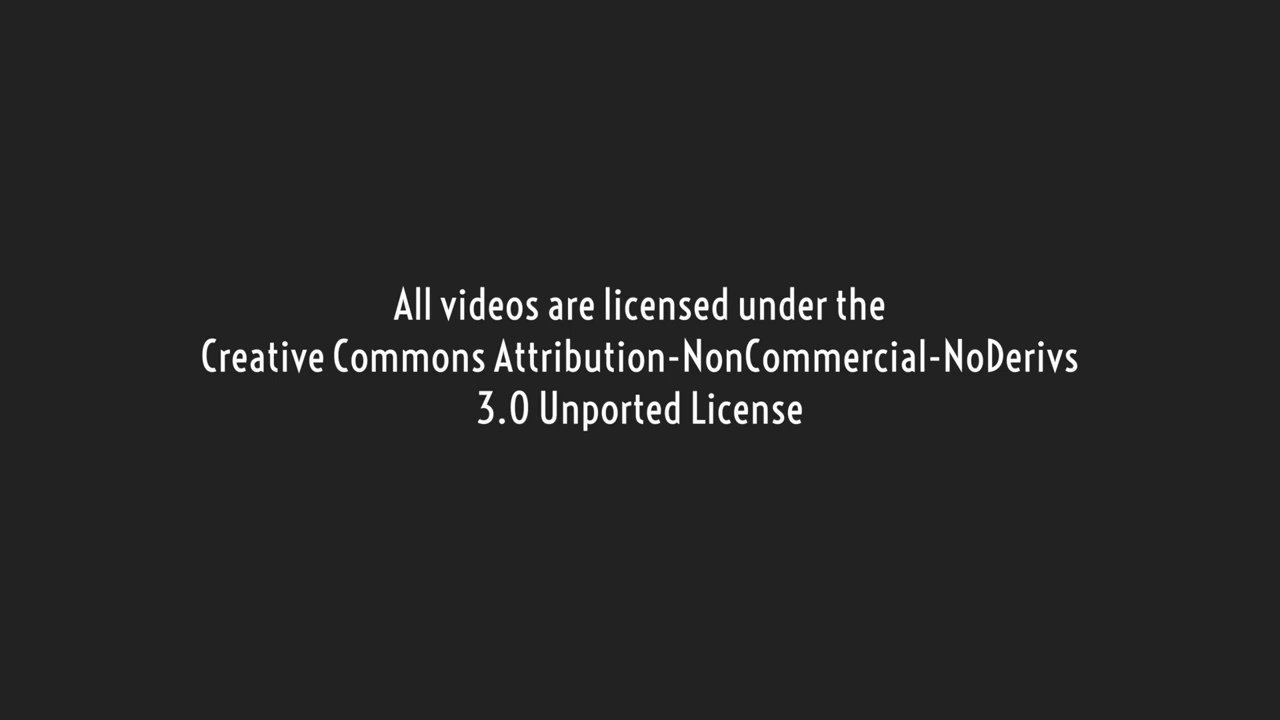 All videos are licensed under the
Creative Commons Attribution-NonCommercial-NoDerivs
3.0 Unported License